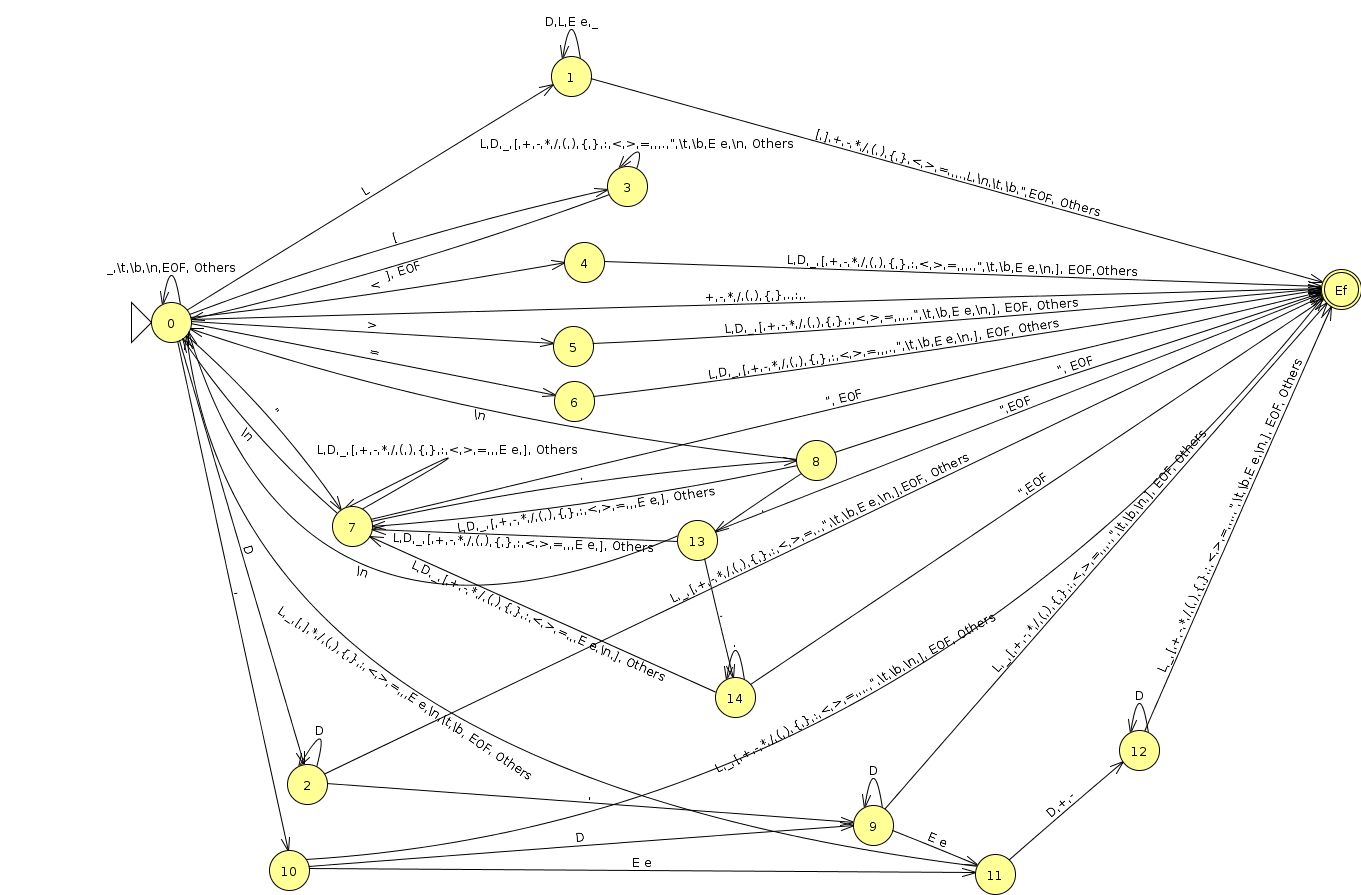 D,L,E e,_
1
[,],+,-,*,/,(,),{,},<,>,=,,,.,L,\n,\t,\b,",EOF, Others
L,D,_,[,+,-,*,/,(,),{,},:,<,>,=,,,.,",\t,\b,E e,\n, Others
3
L
[
], EOF
<
4
L,D,_,[,+,-,*,/,(,),{,},:,<,>,=,,,.,",\t,\b,E e,\n,], EOF,Others
_,\t,\b,\n,EOF, Others
0
Ef
+,-,*,/,(,),{,},,,:,.
>
5
L,D,_,[,+,-,*,/,(,),{,},:,<,>,=,,,.,",\t,\b,E e,\n,], EOF, Others
=
6
L,D,_,[,+,-,*,/,(,),{,},:,<,>,=,,,.,",\t,\b,E e,\n,], EOF, Others
"
\n
\n
", EOF
", EOF
",EOF
L,D,_,[,+,-,*,/,(,),{,},:,<,>,=,,,E e,], Others
8
.
L,D,_,[,+,-,*,/,(,),{,},:,<,>,=,,,E e,], Others
7
.
13
L,D,_,[,+,-,*,/,(,),{,},:,<,>,=,,,E e,], Others
\n
L,D,_,[,+,-,*,/,(,),{,},:,<,>,=,,,E e,\n,], Others
L,_,[,+,-,*,/,(,),{,},:,<,>,=,,.,",\t,\b,E e,\n,],EOF, Others
",EOF
D
.
.
.
14
L,_,[,],*,/,(,),{,},:,<,>,=,,,E e,\n,\t,\b, EOF, Others
L,_,[,+,-,*,/,(,),{,},:,<,>,=,,,.,",\t,\b,\n,], EOF, Others
L,_,[,+,-,*,/,(,),{,},:,<,>,=,,,.,",\t,\b,\n,], EOF, Others
L,_,[,+,-,*,/,(,),{,},:,<,>,=,,,.,",\t,\b,E e,\n,], EOF, Others
D
12
D
2
.
D
9
D
E e
D,+,-
10
E e
11